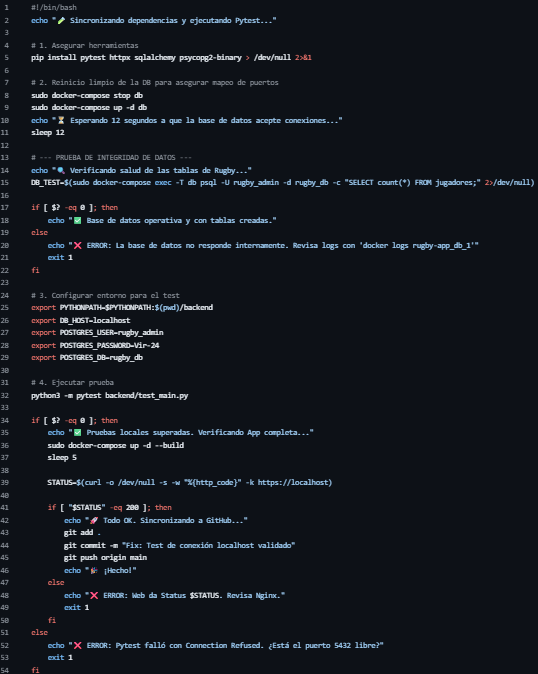 1 #!/bin/bash
2 echo "🧪 Sincronizando dependencias y ejecutando Pytest..."
3
4 # 1. Asegurar herramientas
5 pip install pytest httpx sqlalchemy psycopg2-binary > /dev/null 2>&1
6
7 # 2. Reinicio limpio de la DB para asegurar mapeo de puertos
8 sudo docker-compose stop db
9 sudo docker-compose up -d db
10 echo "⏳ Esperando 12 segundos a que la base de datos acepte conexiones..."
11 sleep 12
12
13 # --- PRUEBA DE INTEGRIDAD DE DATOS ---
14 echo "🔍 Verificando salud de las tablas de Rugby..."
15 DB_TEST=$(sudo docker-compose exec -T db psql -U rugby_admin -d rugby_db -c "SELECT count(*) FROM jugadores;" 2>/dev/null)
16
17 if [ $? -eq 0 ]; then
18     echo "✅ Base de datos operativa y con tablas creadas."
19 else
20     echo "❌ ERROR: La base de datos no responde internamente. Revisa logs con 'docker logs rugby-app_db_1'"
21     exit 1
22 fi
23
24 # 3. Configurar entorno para el test
25 export PYTHONPATH=$PYTHONPATH:$(pwd)/backend
26 export DB_HOST=localhost
27 export POSTGRES_USER=rugby_admin
28 export POSTGRES_PASSWORD=Vir-24
29 export POSTGRES_DB=rugby_db
30
31 # 4. Ejecutar prueba
32 python3 -m pytest backend/test_main.py
33
34 if [ $? -eq 0 ]; then
35     echo "✅ Pruebas locales superadas. Verificando App completa..."
36     sudo docker-compose up -d --build
37     sleep 5
38
39     STATUS=$(curl -o /dev/null -s -w "%{http_code}" -k https://localhost)
40
41     if [ "$STATUS" -eq 200 ]; then
42         echo "🚀 Todo OK. Sincronizando a GitHub..."
43         git add .
44         git commit -m "Fix: Test de conexión localhost validado"
45         git push origin main
46         echo "🎉 ¡Hecho!"
47     else
48         echo "❌ ERROR: Web da Status $STATUS. Revisa Nginx."
49         exit 1
50     fi
51 else
52     echo "❌ ERROR: Pytest falló con Connection Refused. ¿Está el puerto 5432 libre?"
53     exit 1
54 fi